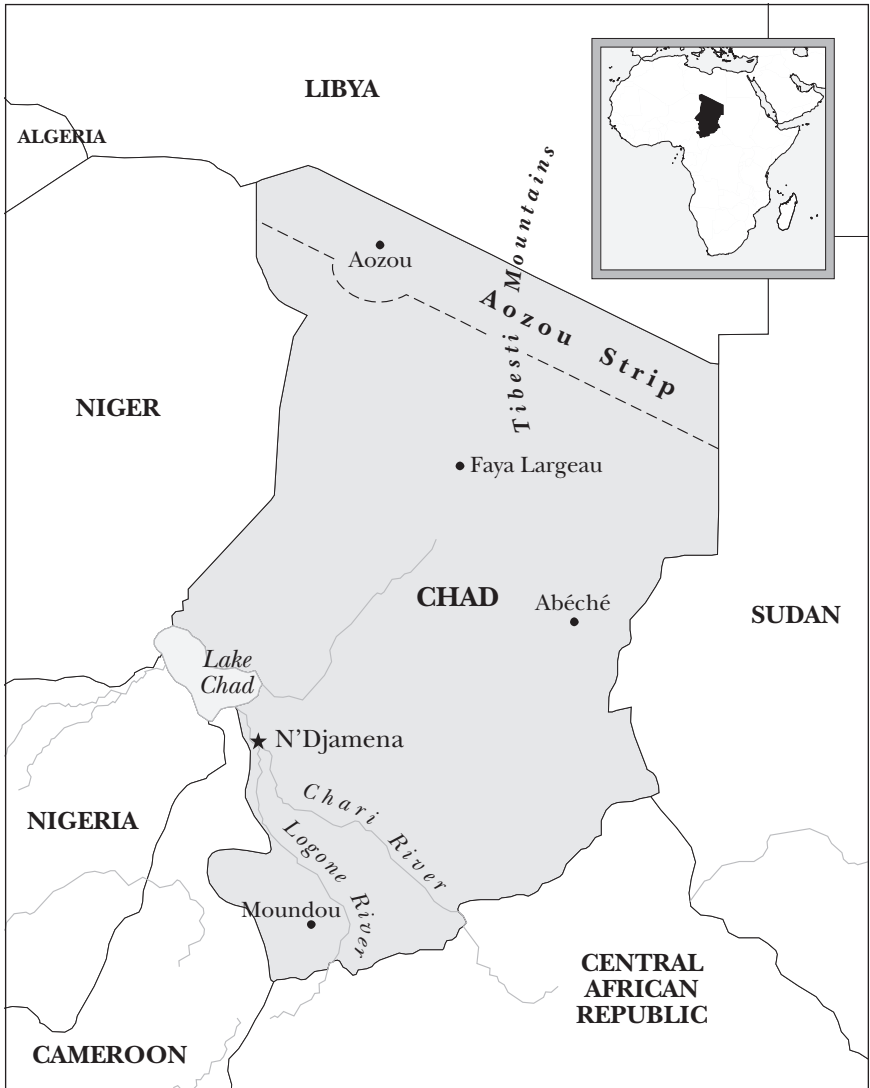 LIBYA
ALGERIA
Tibesti Mountains
Aozou
Aozou Strip
NIGER
Faya Largeau
CHAD
Abéché
SUDAN
Lake
Chad
N’Djamena
Chari River
NIGERIA
Logone River
Moundou
CENTRAL
AFRICAN
REPUBLIC
CAMEROON